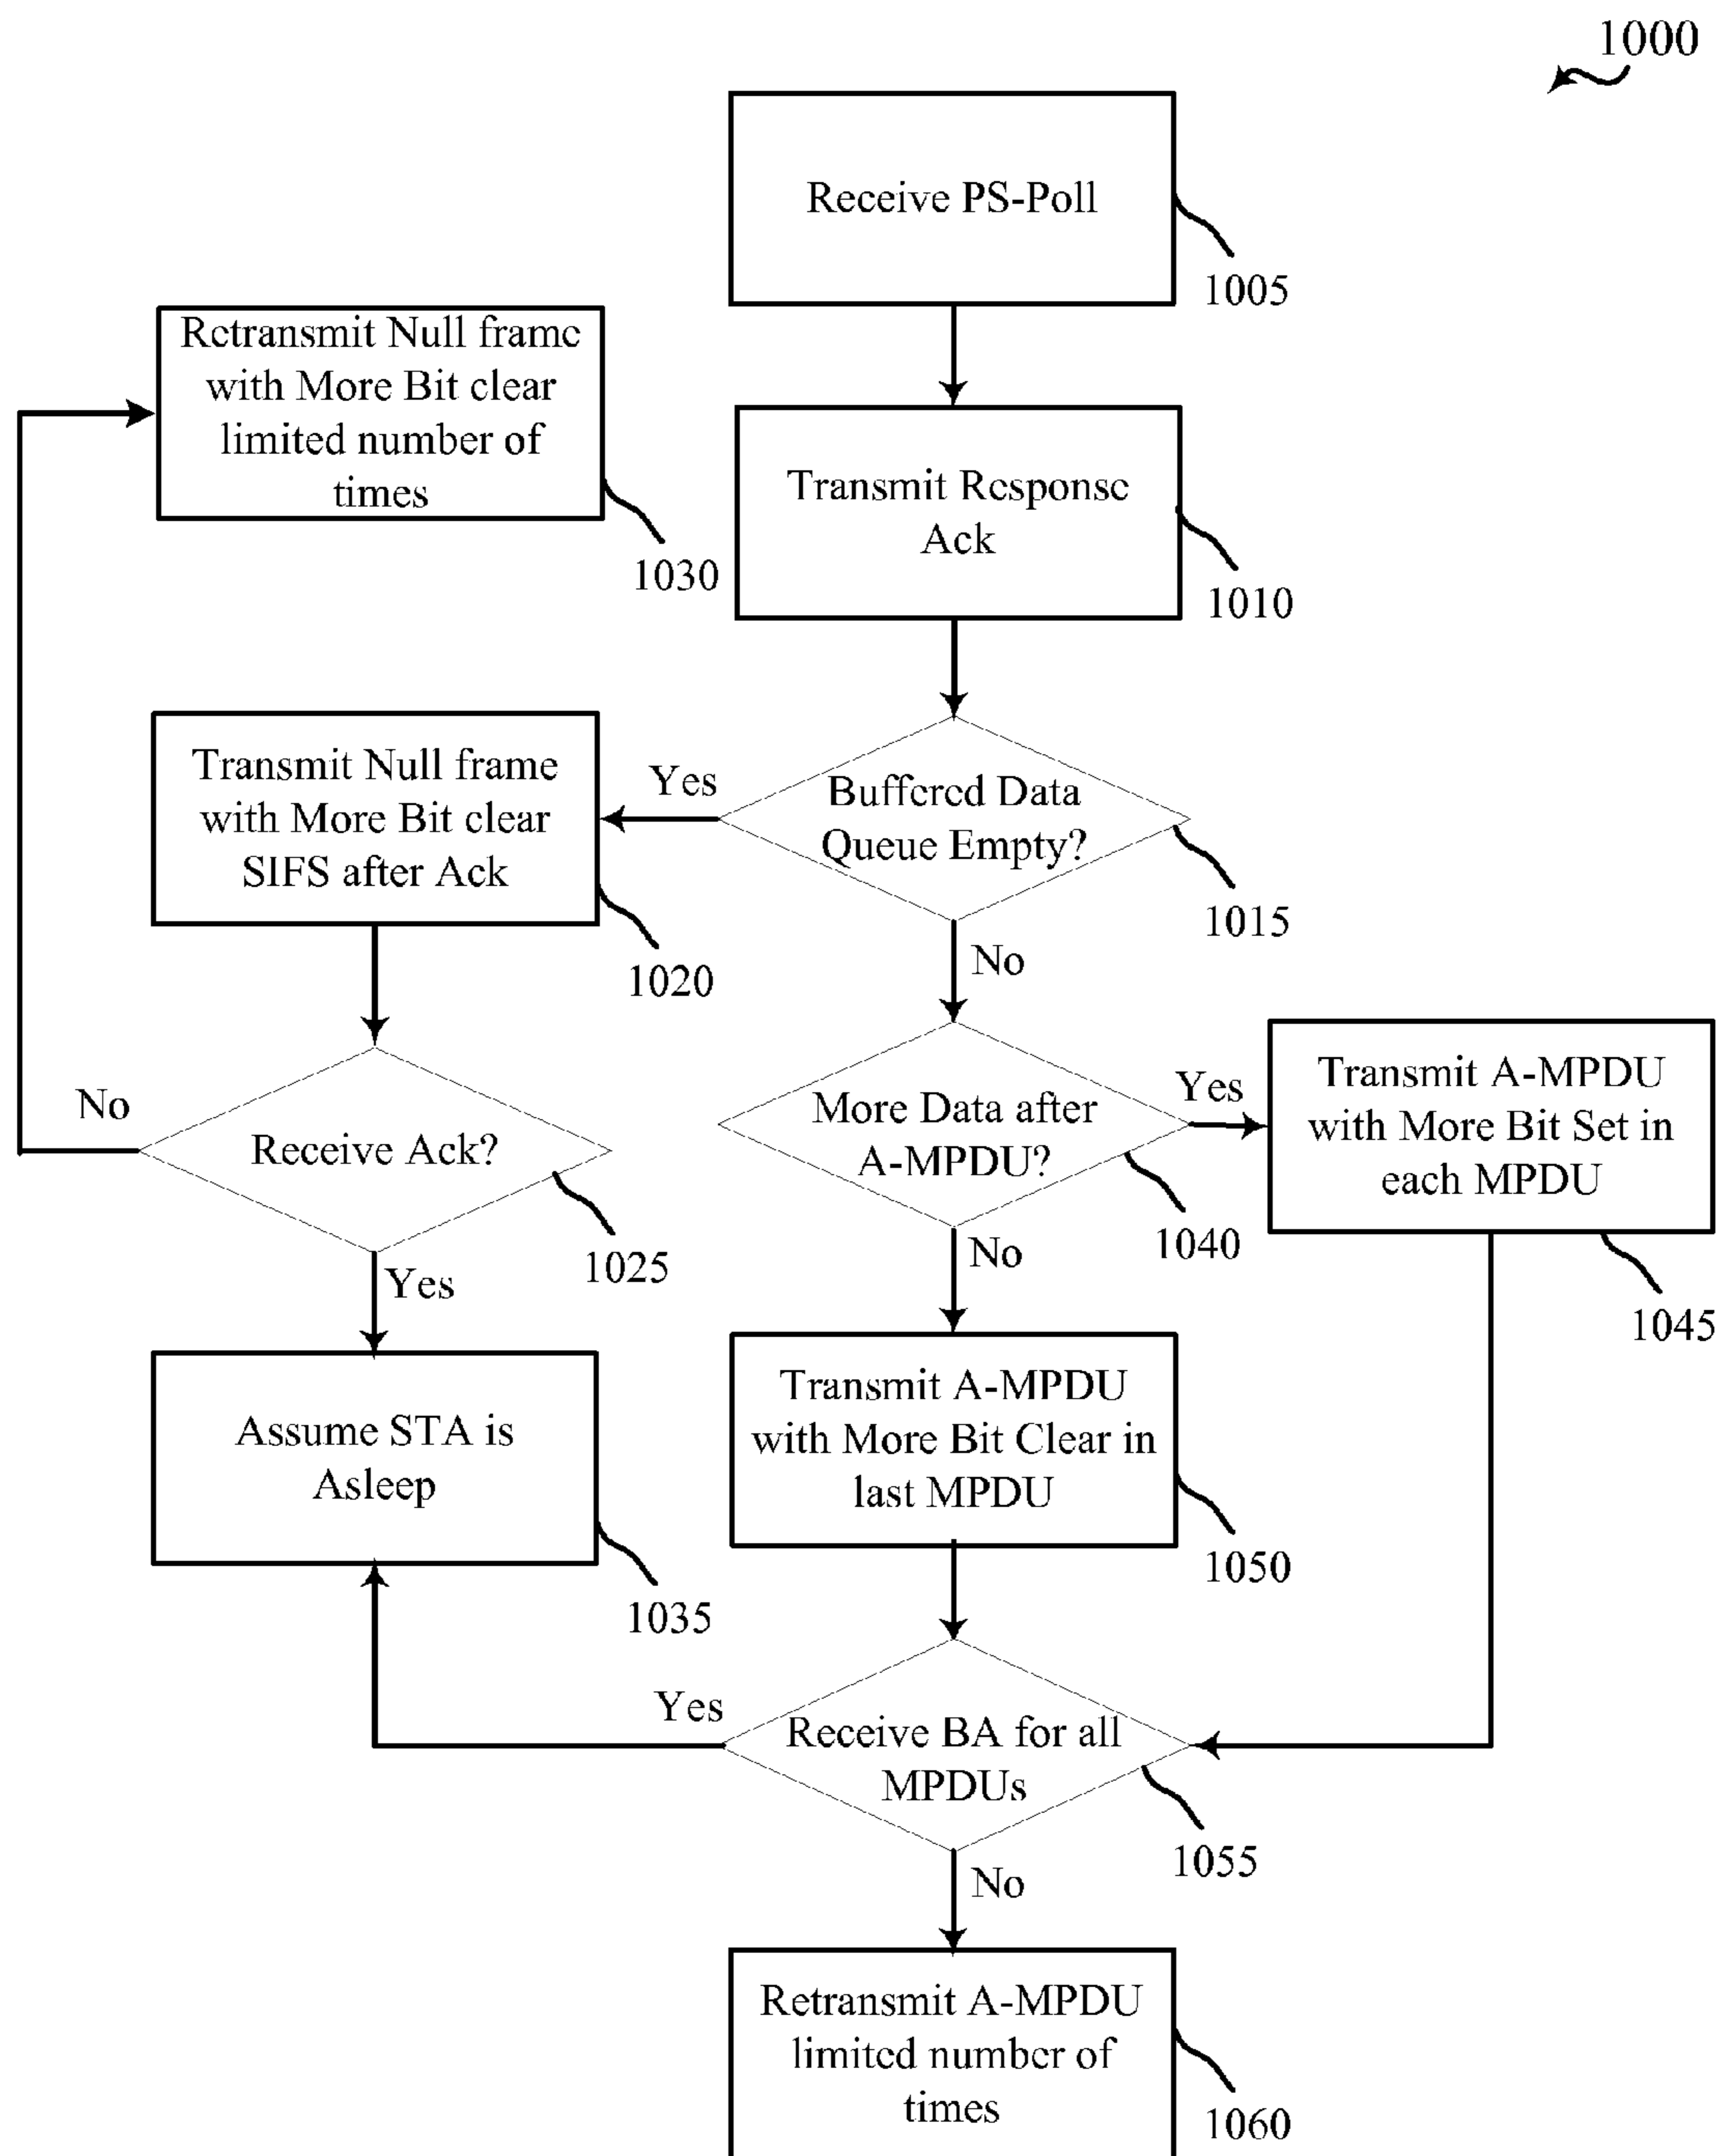 1000
Receive PS-Poll
1005
Retransmit Null frame
with More Bit clear
limited number of
times
1030
Transmit Response
Ack
1010
Transmit Null frame
with More Bit clear
SIFS after Ack
1020
Yes
Buffered Data
Queue Empty?
1015
No
No
Receive Ack?
1025
Yes
More Data after
A-MPDU?
1040
Yes
Transmit A-MPDU
with More Bit Set in
each MPDU
1045
No
Assume STA is
Asleep
1035
Transmit A-MPDU
with More Bit Clear in
last MPDU
1050
Yes
Receive BA for all
MPDUs
1055
No
Retransmit A-MPDU
limited number of
times
1060